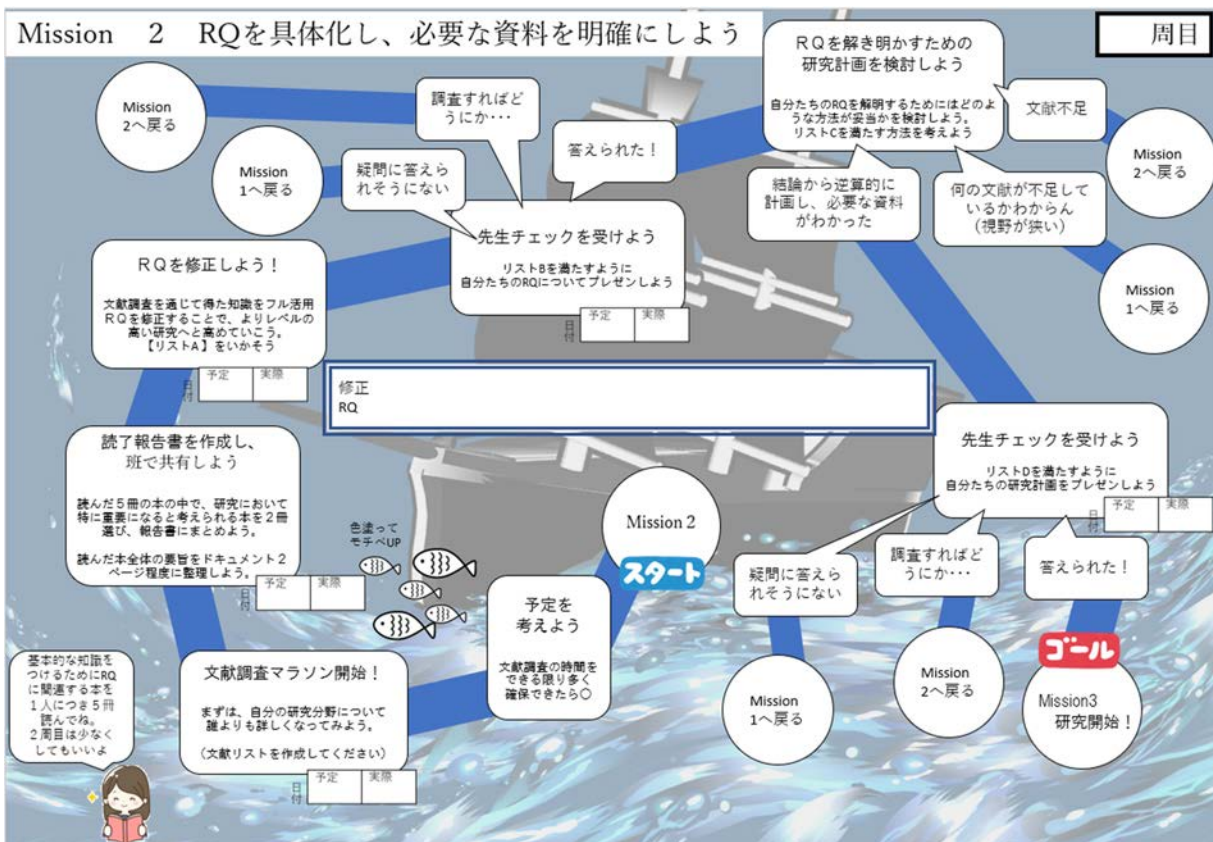 Mission　2　RQを具体化し、必要な資料を明確にしよう
周目
Mission 2
スタート
予定を
考えよう
文献調査の時間を
できる限り多く
確保できたら〇
文献調査マラソン開始！
まずは、自分の研究分野について
誰よりも詳しくなってみよう。
（文献リストを作成してください）
日付
予定
実際
基本的な知識を
つけるためにRQ
に関連する本を
１人につき５冊
読んでね。
２周目は少なく
してもいいよ
色塗って
モチベUP
読了報告書を作成し、
班で共有しよう
読んだ５冊の本の中で、研究において
特に重要になると考えられる本を２冊
選び、報告書にまとめよう。
読んだ本全体の要旨をドキュメント２
ページ程度に整理しよう。
日付
予定
実際
RQを修正しよう！
文献調査を通じて得た知識をフル活用
RQを修正することで、よりレベルの
高い研究へと高めていこう。
【リストA】をいかそう
日付
予定
実際
修正
RQ
先生チェックを受けよう
リストBを満たすように
自分たちのRQについてプレゼンしよう
日付
予定
実際
疑問に答えら
れそうにない
Mission
1へ戻る
調査すればど
うにか・・・
Mission
2へ戻る
答えられた！
RQを解き明かすための
研究計画を検討しよう
自分たちのRQを解明するためにはどのよ
うな方法が妥当かを検討しよう。
リストCを満たす方法を考えよう
文献不足
Mission
2へ戻る
何の文献が不足して
いるかわからん
（視野が狭い）
Mission
1へ戻る
結論から逆算的に
計画し、必要な資料
がわかった
先生チェックを受けよう
リストDを満たすように
自分たちの研究計画をプレゼンしよう
日付
予定
実際
疑問に答えら
れそうにない
Mission
1へ戻る
調査すればど
うにか・・・
Mission
2へ戻る
答えられた！
ゴール
Mission3
研究開始！